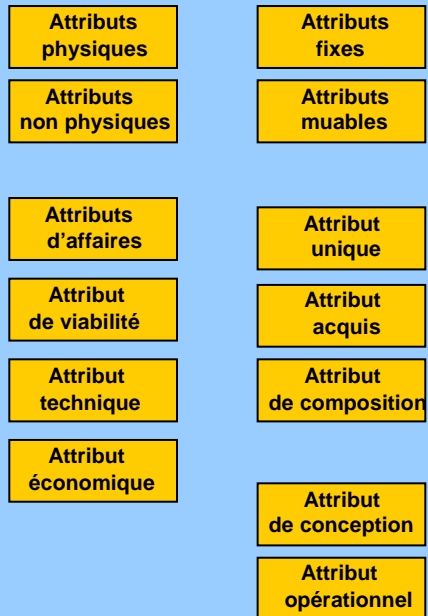 Attributs
physiques
Attributs
non physiques
Attributs
d'affaires
Attribut
de viabilité
Attribut
technique
Attribut
économique
Attributs
fixes
Attributs
muables
Attribut
unique
Attribut
acquis
Attribut
de composition
Attribut
de conception
Attribut
opérationnel